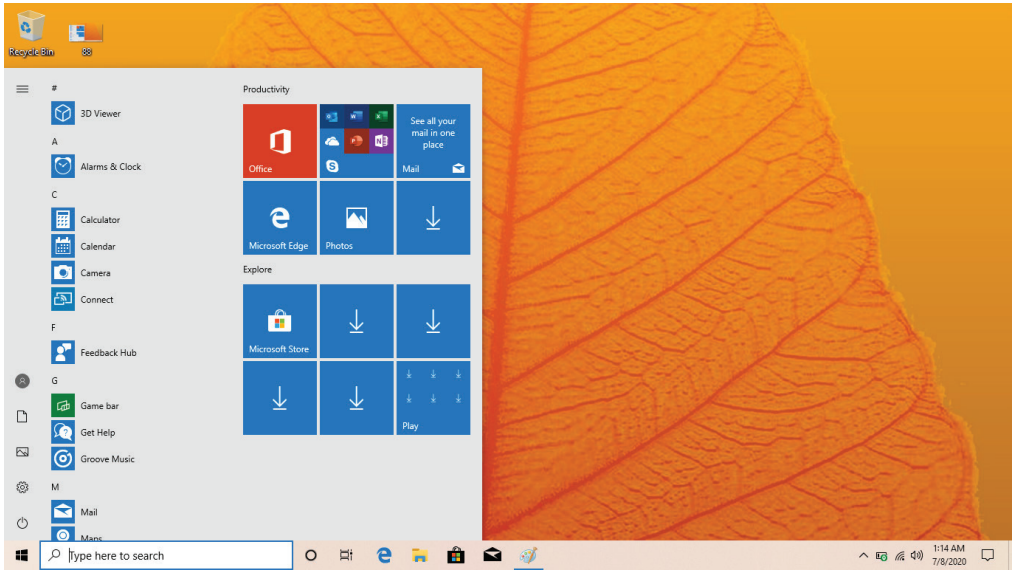 Recycle Bin
88
#
3D Viewer
A
Alarms & Clock
C
Calculator
Calendar
Camera
Connect
F
Feedback Hub
G
Game bar
Get Help
Groove Music
M
Mail
Maps
Productivity
Office
See all your
mail in one
place
Mail
Microsoft Edge
Photos
Explore
Microsoft Store
Play
Type here to search
1:14 AM
7/8/2020